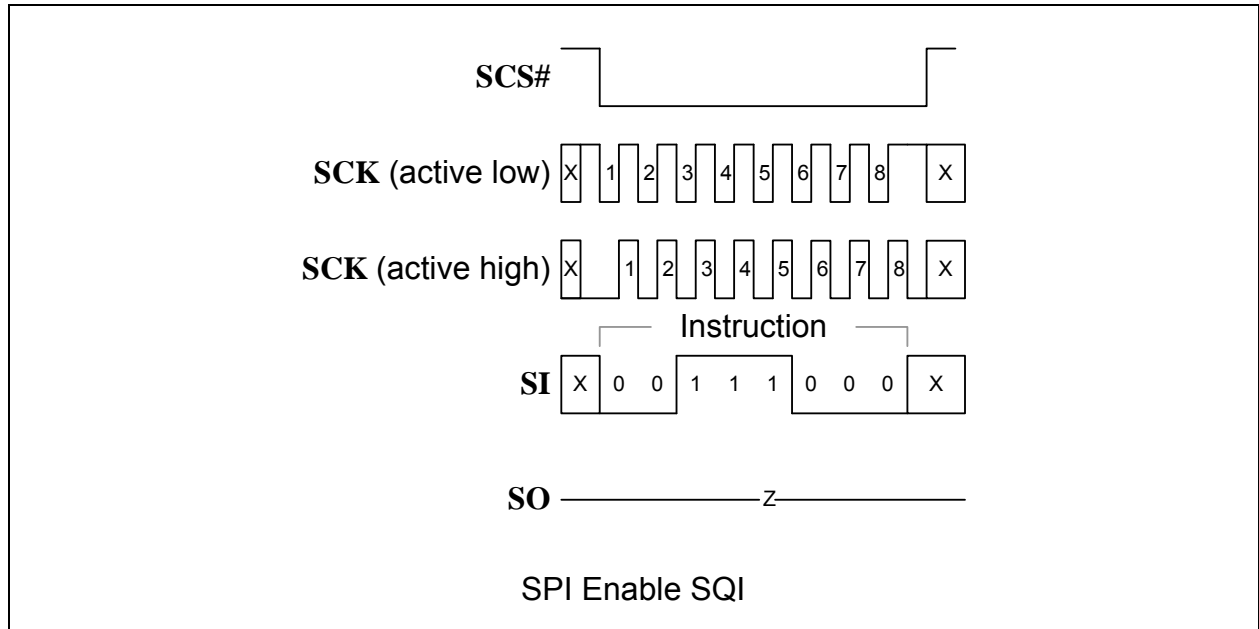 SCS#
SCK (active low) X 1 2 3 4 5 6 7 8 X
SCK (active high) X 1 2 3 4 5 6 7 8 X
Instruction
SI X 0 0 1 1 1 0 0 0 X
SO Z
SPI Enable SQI